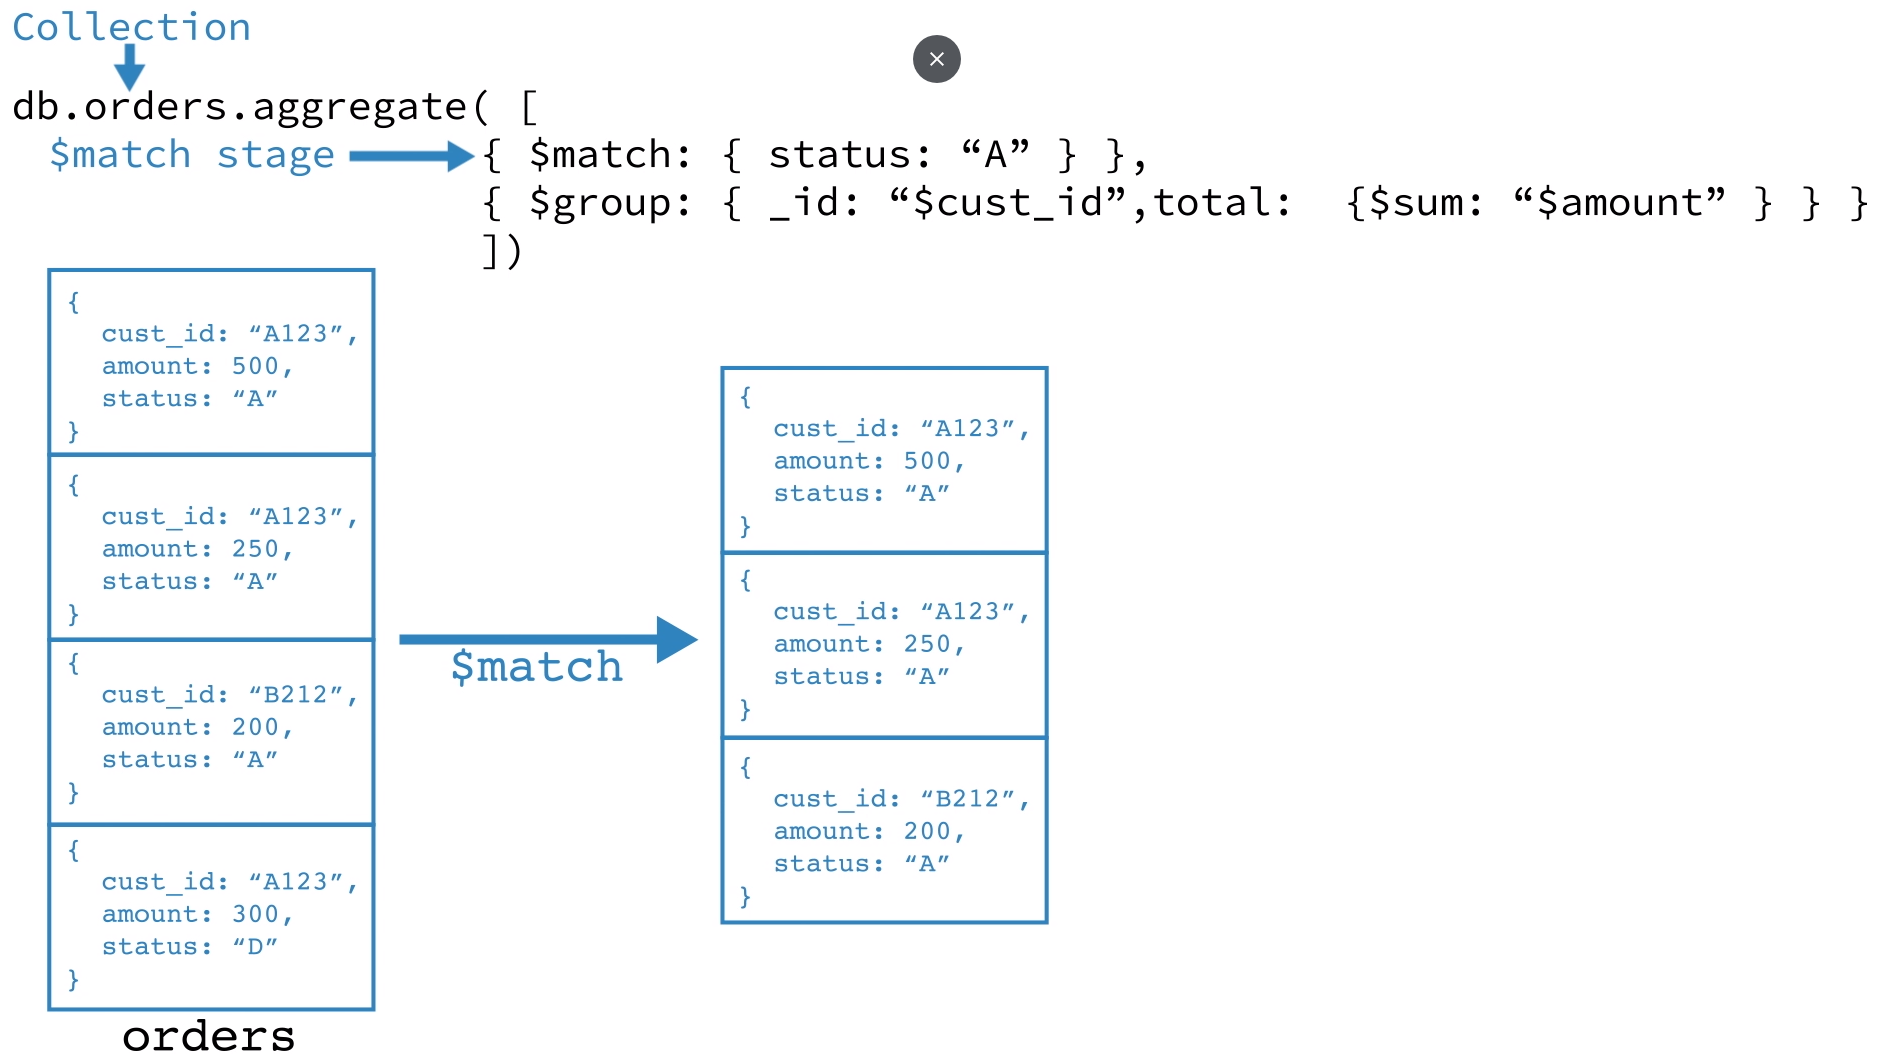 Collection
db.orders.aggregate( [
$match stage
{ $match: { status: “A” } },
{ $group: { _id: “$cust_id”,total:  {$sum: “$amount” } } }
])
{
cust_id: “A123”,
amount: 500,
status: “A”
}
{
cust_id: “A123”,
amount: 250,
status: “A”
}
{
cust_id: “B212”,
amount: 200,
status: “A”
}
{
cust_id: “A123”,
amount: 300,
status: “D”
}
orders
$match
{
cust_id: “A123”,
amount: 500,
status: “A”
}
{
cust_id: “A123”,
amount: 250,
status: “A”
}
{
cust_id: “B212”,
amount: 200,
status: “A”
}